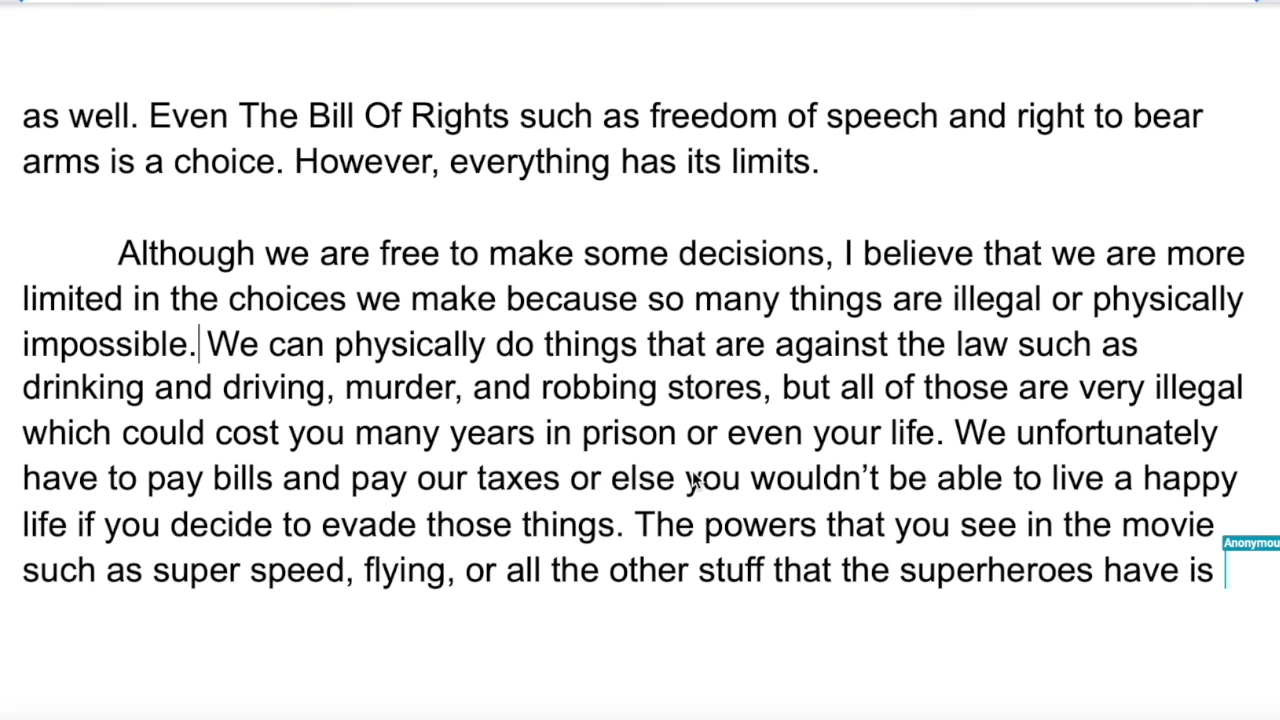 as well. Even The Bill Of Rights such as freedom of speech and right to bear
arms is a choice. However, everything has its limits.
Although we are free to make some decisions, I believe that we are more
limited in the choices we make because so many things are illegal or physically
impossible. We can physically do things that are against the law such as
drinking and driving, murder, and robbing stores, but all of those are very illegal
which could cost you many years in prison or even your life. We unfortunately
have to pay bills and pay our taxes or else you wouldn’t be able to live a happy
life if you decide to evade those things. The powers that you see in the movie
Anonymou
such as super speed, flying, or all the other stuff that the superheroes have is